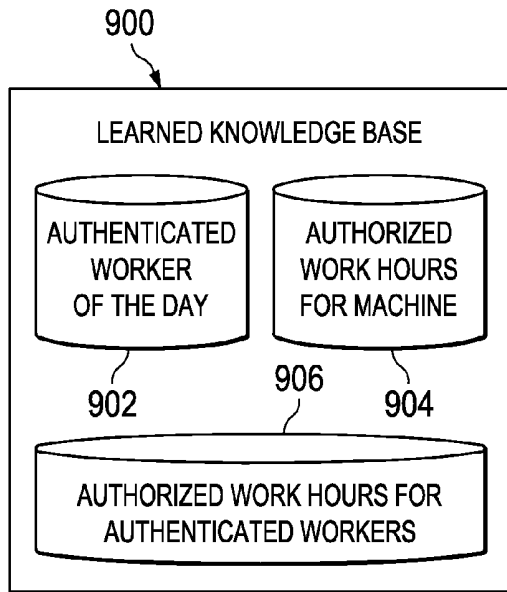 900
LEARNED KNOWLEDGE BASE
AUTHENTICATED
WORKER
OF THE DAY
AUTHORIZED
WORK HOURS
FOR MACHINE
902
906
904
AUTHORIZED WORK HOURS FOR
AUTHENTICATED WORKERS